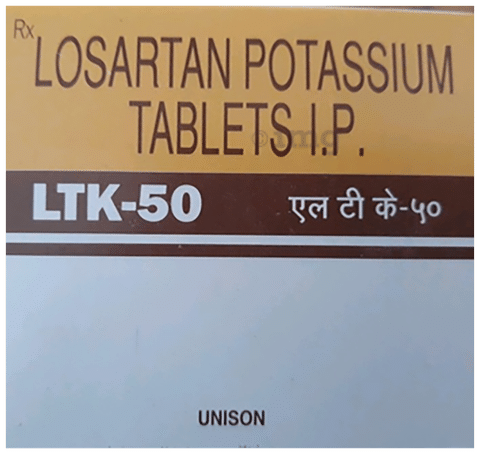 Rx
LOSARTAN POTASSIUM
TABLETS I.P.
LTK-50 एल टी के-५०
UNISON